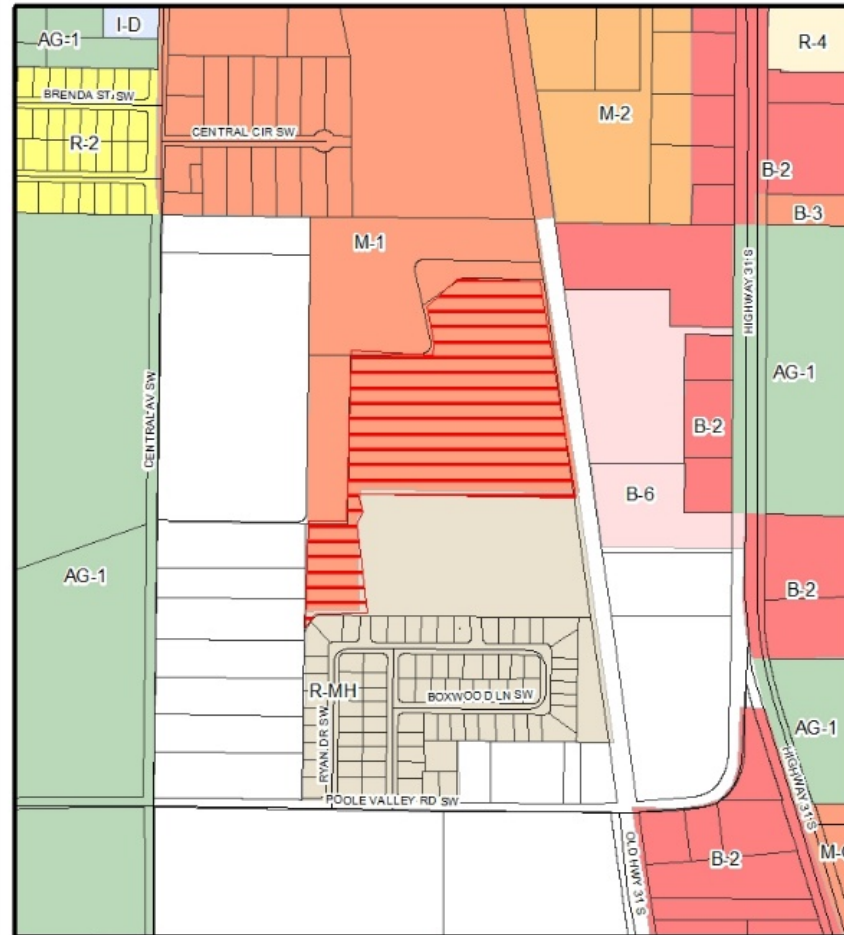 I-D
AG-1
R-4
BRENDA ST SW
M-2
CENTRAL CIR SW
R-2
B-2
B-3
M-1
HIGHWAY 31 S
AG-1
CENTRAL AV SW
B-2
B-6
AG-1
B-2
R-MH
BOXWOOD LN SW
AG-1
RYAN DR SW
HIGHWAY 31 S
POOLE VALLEY RD SW
OLD HWY 31 S
B-2